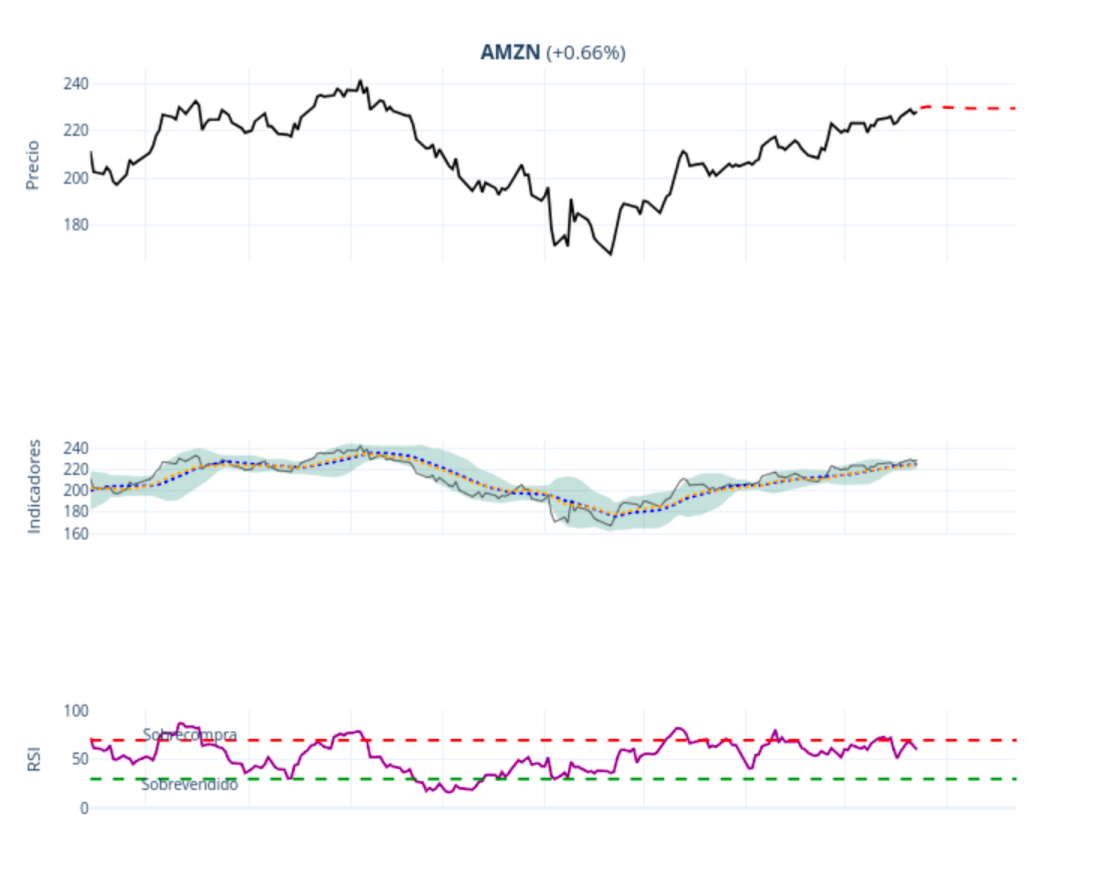 AMZN (+0.66%)
Precio
240
220
200
180
Indicadores
240
220
200
180
160
RSI
100
50
0
Sobrecompra
Sobrevendido